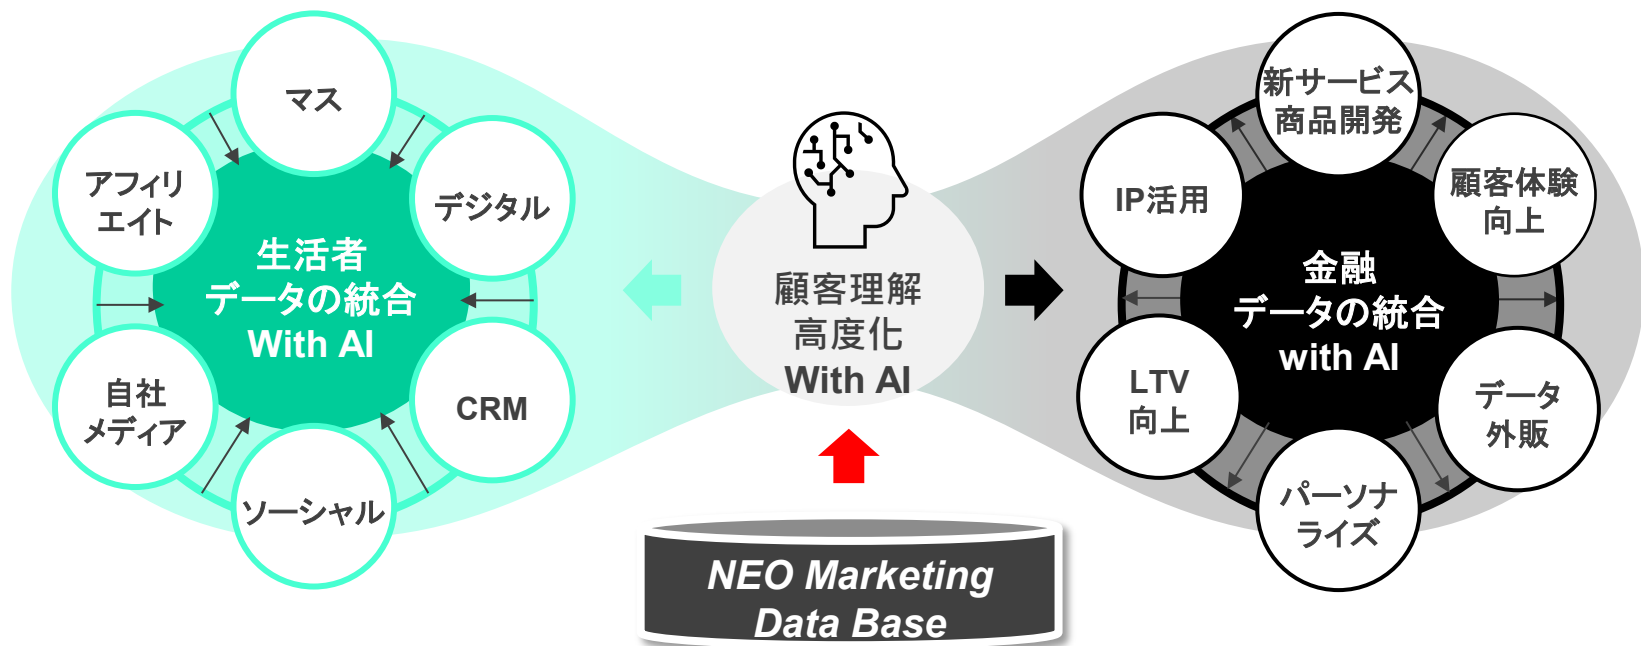 マス
アフィリ
エイト
デジタル
生活者
データの統合
With AI
自社
メディア
CRM
ソーシャル
顧客理解
高度化
With AI
NEO Marketing
Data Base
新サービス
商品開発
IP活用
顧客体験
向上
金融
データの統合
with AI
LTV
向上
データ
外販
パーソナ
ライズ